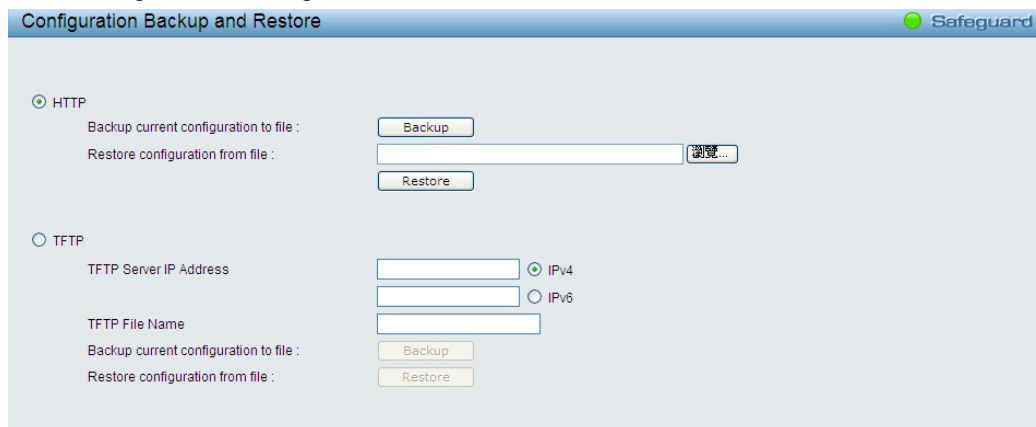 Configuration Backup and Restore
Safeguard
HTTP
Backup current configuration to file :
Backup
Restore configuration from file :
瀏覽...
Restore
TFTP
TFTP Server IP Address
IPv4
IPv6
TFTP File Name
Backup current configuration to file :
Backup
Restore configuration from file :
Restore